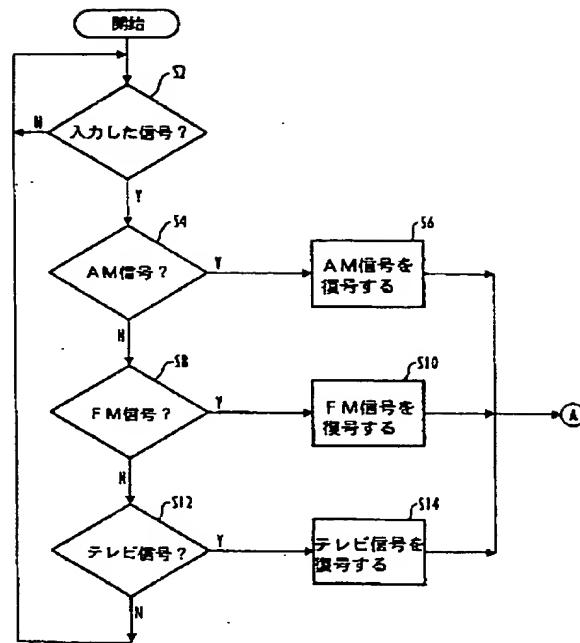 開始
S2
入力した信号？
N
Y
S4
AM信号？
Y
S6
AM信号を
復号する
N
S8
FM信号？
Y
S10
FM信号を
復号する
A
N
S12
テレビ信号？
Y
S14
テレビ信号を
復号する
N